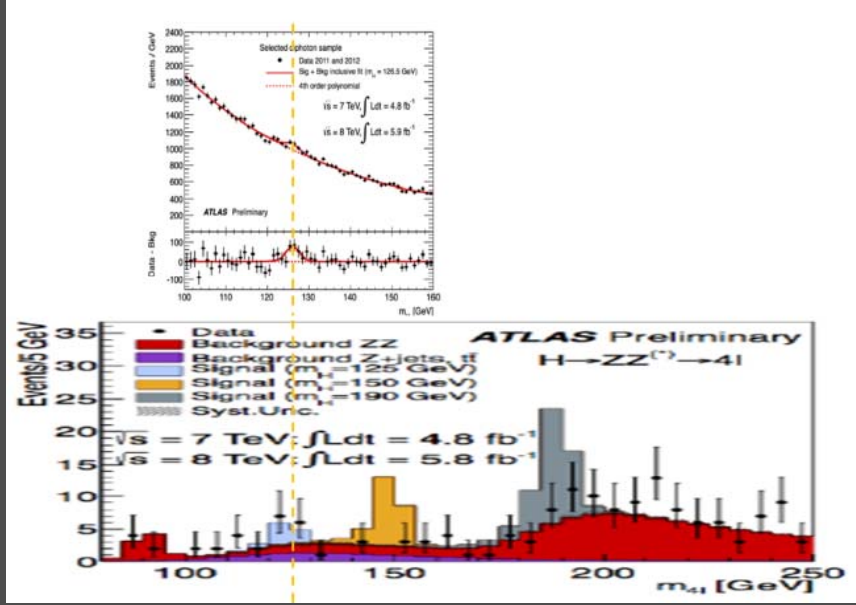 Selected diphoton sample
Data 2011 and 2012
Sig + Bkg inclusive fit (m_H = 126.5 GeV)
4th order polynomial
√s = 7 TeV, ∫ Ldt = 4.8 fb⁻¹
√s = 8 TeV, ∫ Ldt = 5.9 fb⁻¹
ATLAS Preliminary
Events / GeV
2400
2200
2000
1800
1600
1400
1200
1000
800
600
400
200
Data - Bkg
100
0
-100
100 110 120 130 140 150 160
[GeV]
Events/5 GeV
35
30
25
20
15
10
5
0
Data
Background ZZ
Background Z+jets, tt̄
Signal (m_H=125 GeV)
Signal (m_H=150 GeV)
Signal (m_H=190 GeV)
Syst.Unc.
ATLAS Preliminary
H→ZZ⁽*⁾→4l
√s = 7 TeV: ∫Ldt = 4.8 fb⁻¹
√s = 8 TeV: ∫Ldt = 5.8 fb⁻¹
100 150 200 250
m₄ₗ [GeV]